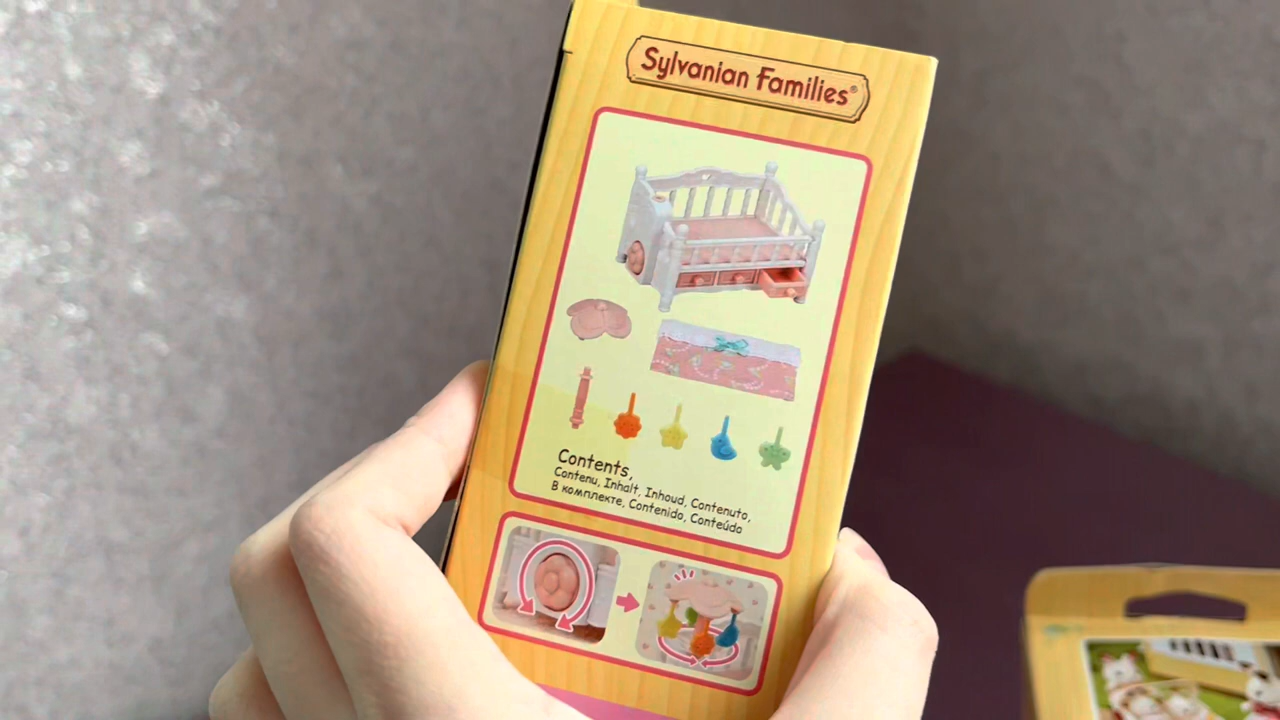 Sylvanian Families®
Contents,
Contenu, Inhalt, Inhoud, Contenuto,
В комплекте, Contenido, Conteúdo